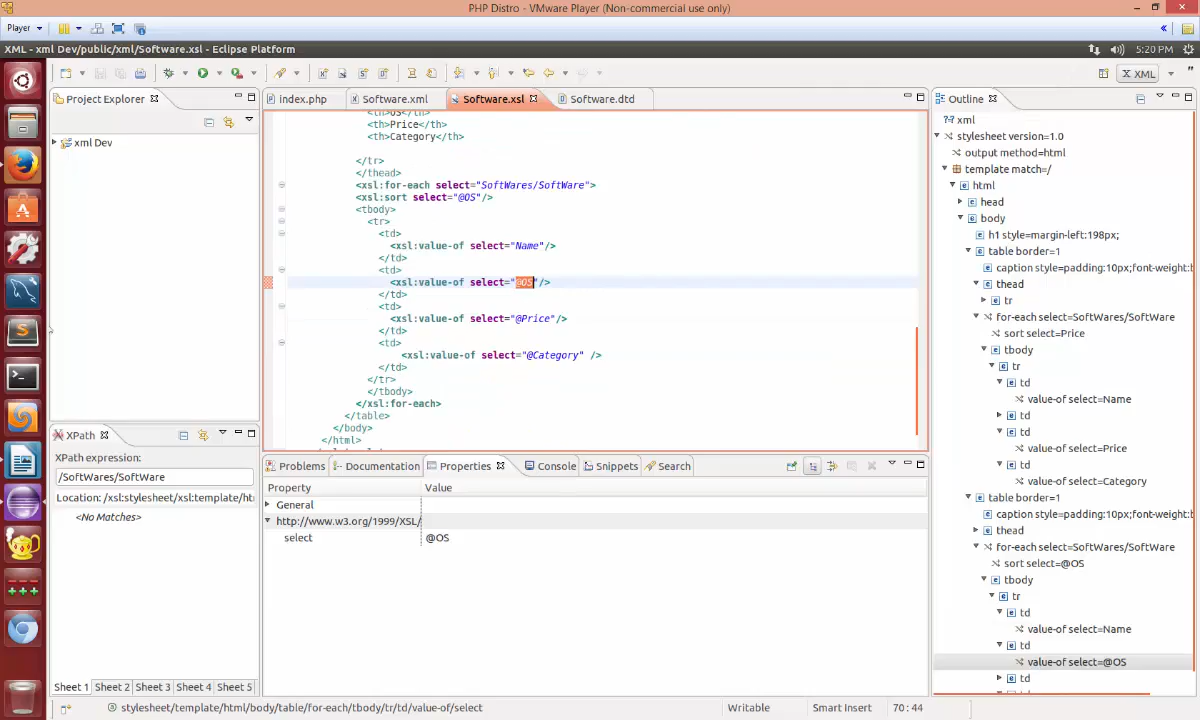 PHP Distro - VMware Player (Non-commercial use only)
Player
XML - xml Dev/public/xml/Software.xsl - Eclipse Platform
5:20 PM
XML
Project Explorer
xml Dev
index.php
Software.xml
Software.xsl
Software.dtd
<th>OS</th>
<th>Price</th>
<th>Category</th>
</tr>
</thead>
<xsl:for-each select="SoftWares/SoftWare">
<xsl:sort select="@OS"/>
<tbody>
<tr>
<td>
<xsl:value-of select="Name"/>
</td>
<td>
<xsl:value-of select="@OS"/>
</td>
<td>
<xsl:value-of select="@Price"/>
</td>
<td>
<xsl:value-of select="@Category" />
</td>
</tr>
</tbody>
</xsl:for-each>
</table>
</body>
</html>
Outline
xml
stylesheet version=1.0
output method=html
template match=/
html
head
body
h1 style=margin-left:198px;
table border=1
caption style=padding:10px;font-weight:b
thead
tr
for-each select=SoftWares/SoftWare
sort select=Price
tbody
tr
td
value-of select=Name
td
td
value-of select=Price
td
value-of select=Category
table border=1
caption style=padding:10px;font-weight:b
thead
for-each select=SoftWares/SoftWare
sort select=@OS
tbody
tr
td
value-of select=Name
td
value-of select=@OS
td
XPath
XPath expression:
/SoftWares/SoftWare
Location: /xsl:stylesheet/xsl:template/ht
<No Matches>
Sheet 1 Sheet 2 Sheet 3 Sheet 4 Sheet 5
Problems
Documentation
Properties
Console
Snippets
Search
Property Value
General
http://www.w3.org/1999/XSL/
select @OS
stylesheet/template/html/body/table/for-each/tbody/tr/td/value-of/select
Writable
Smart Insert
70 : 44